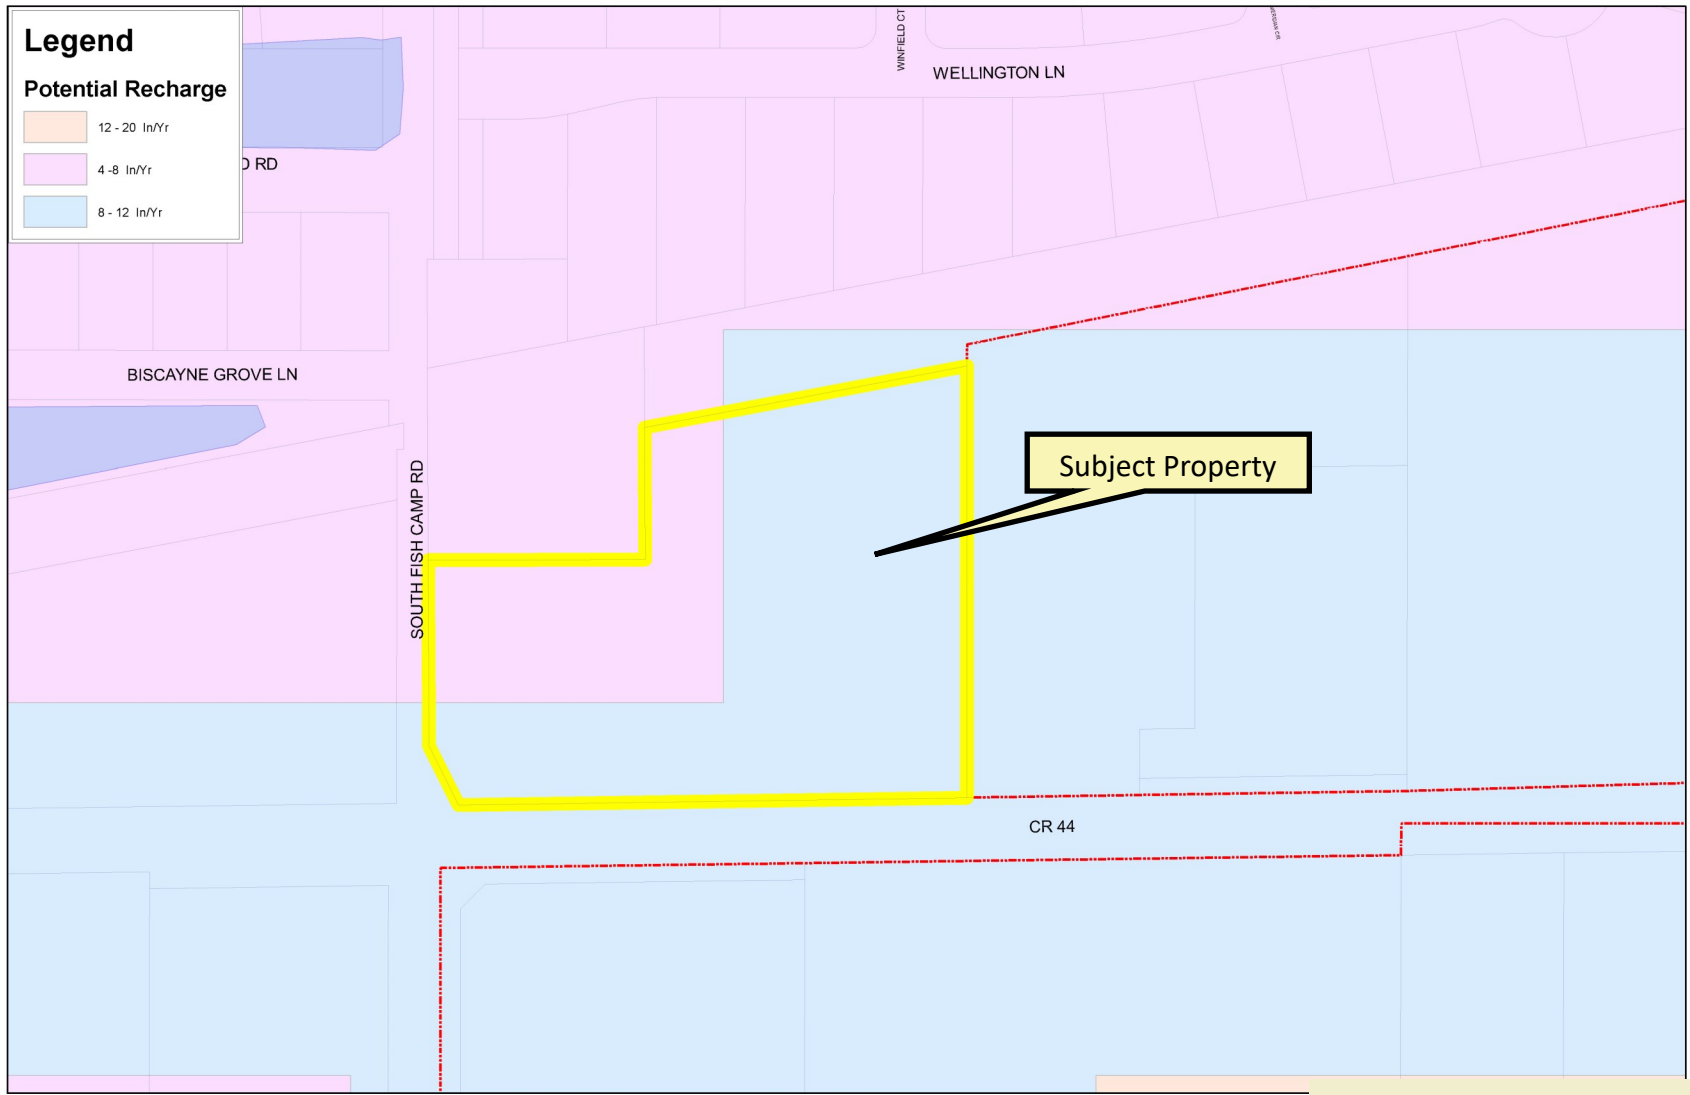 Legend
Potential Recharge
12 - 20 In/Yr
4 -8 In/Yr
8 - 12 In/Yr
RD
WINFIELD CT
WELLINGTON LN
BISCAYNE GROVE LN
SOUTH FISH CAMP RD
Subject Property
CR 44